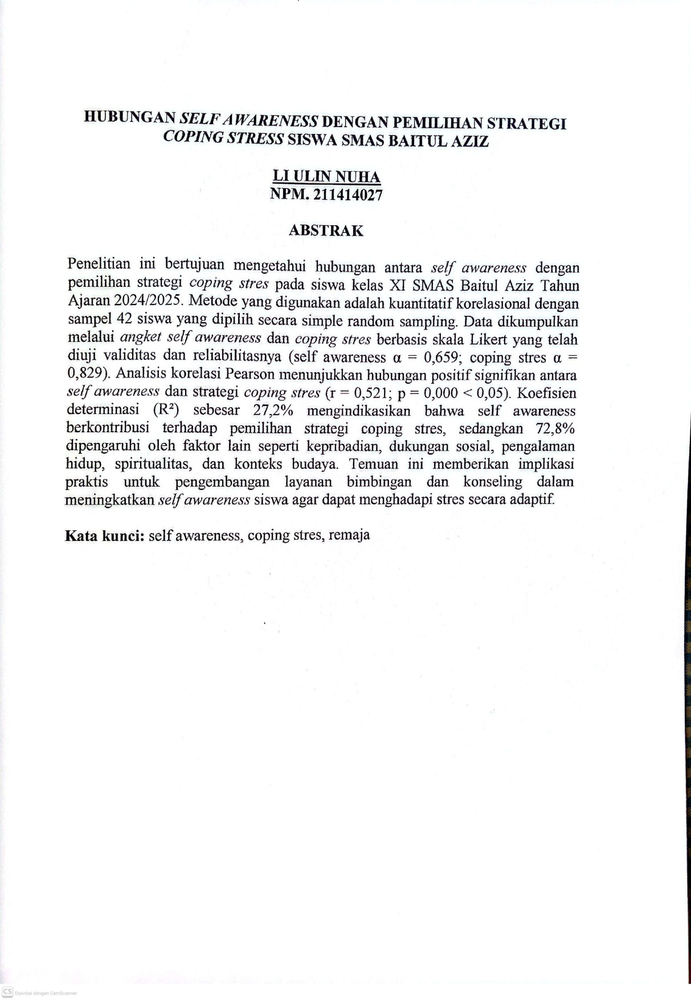 HUBUNGAN SELF AWARENESS DENGAN PEMILIHAN STRATEGI
COPING STRESS SISWA SMAS BAITUL AZIZ
LI ULIN NUHA
NPM. 211414027
ABSTRAK
Penelitian ini bertujuan mengetahui hubungan antara self awareness dengan
pemilihan strategi coping stres pada siswa kelas XI SMAS Baitul Aziz Tahun
Ajaran 2024/2025. Metode yang digunakan adalah kuantitatif korelasional dengan
sampel 42 siswa yang dipilih secara simple random sampling. Data dikumpulkan
melalui angket self awareness dan coping stres berbasis skala Likert yang telah
diuji validitas dan reliabilitasnya (self awareness α = 0,659; coping stres α =
0,829). Analisis korelasi Pearson menunjukkan hubungan positif signifikan antara
self awareness dan strategi coping stres (r = 0,521; p = 0,000 < 0,05). Koefisien
determinasi (R²) sebesar 27,2% mengindikasikan bahwa self awareness
berkontribusi terhadap pemilihan strategi coping stres, sedangkan 72,8%
dipengaruhi oleh faktor lain seperti kepribadian, dukungan sosial, pengalaman
hidup, spiritualitas, dan konteks budaya. Temuan ini memberikan implikasi
praktis untuk pengembangan layanan bimbingan dan konseling dalam
meningkatkan self awareness siswa agar dapat menghadapi stres secara adaptif.
Kata kunci: self awareness, coping stres, remaja
CS Dipindai dengan CamScanner